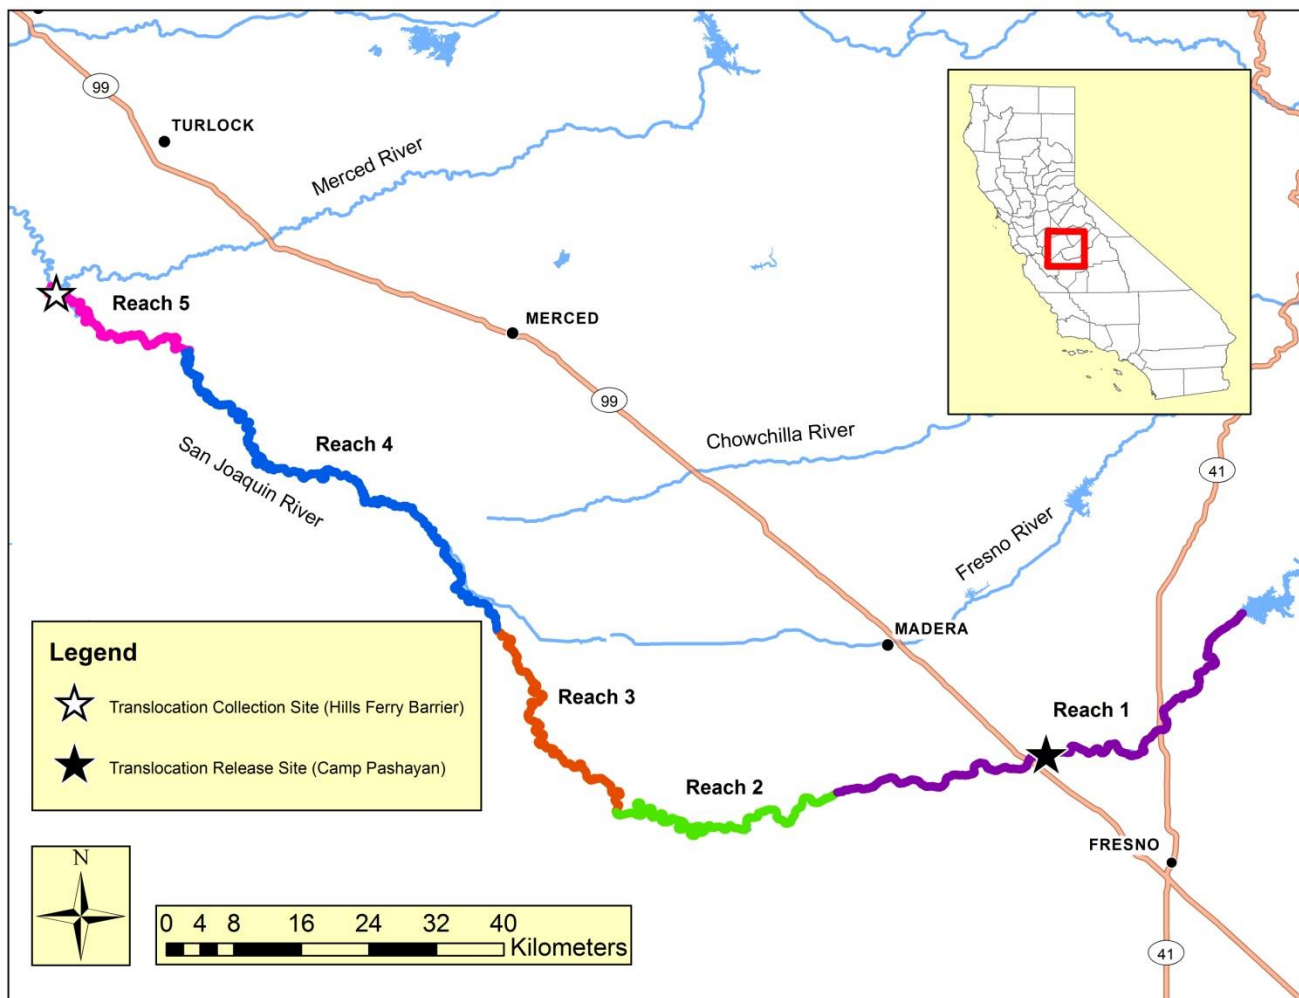 99
TURLOCK
Merced River
Reach 5
MERCED
99
Chowchilla River
Reach 4
San Joaquin River
41
Fresno River
MADERA
Legend
Translocation Collection Site (Hills Ferry Barrier)
Translocation Release Site (Camp Pashayan)
Reach 3
Reach 1
Reach 2
FRESNO
N
0 4 8 16 24 32 40
Kilometers
41